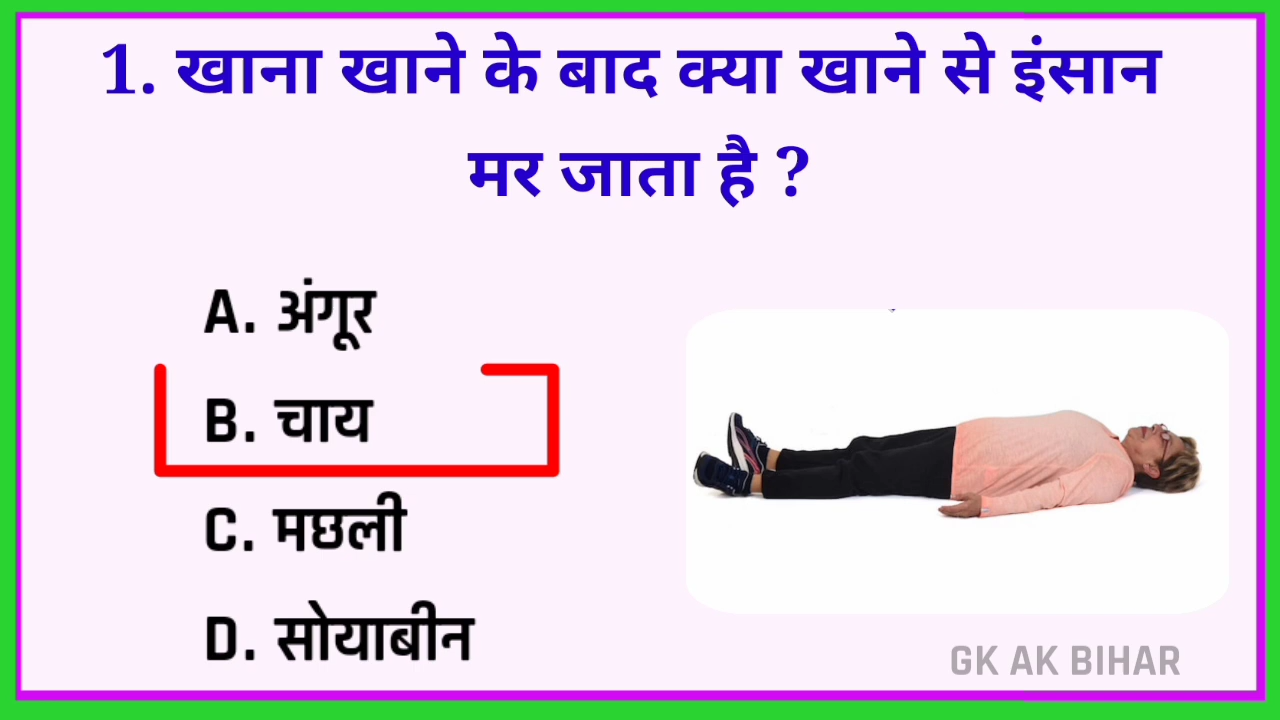 1. खाना खाने के बाद क्या खाने से इंसान
मर जाता है ?
A. अंगूर
B. चाय
C. मछली
D. सोयाबीन
GK AK BIHAR